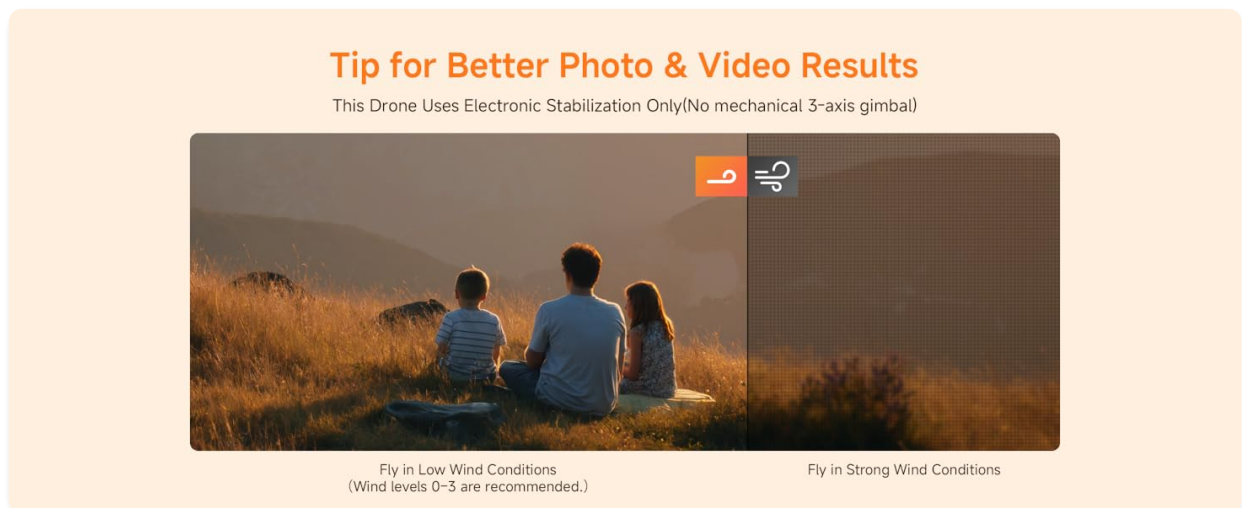 Tip for Better Photo & Video Results
This Drone Uses Electronic Stabilization Only(No mechanical 3-axis gimbal)
Fly in Low Wind Conditions
(Wind levels 0-3 are recommended.)
Fly in Strong Wind Conditions